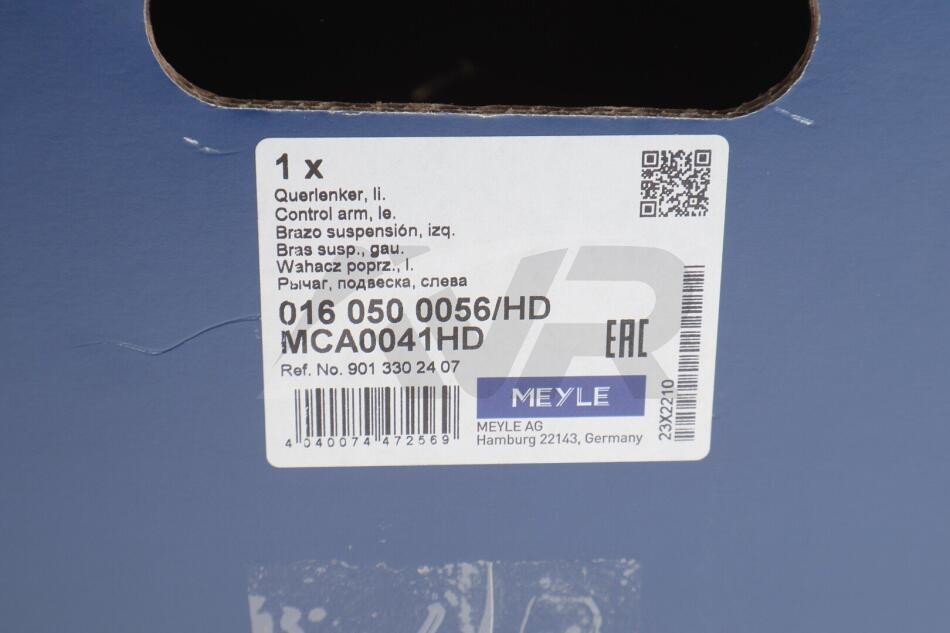 1 x
Querlenker, li.
Control arm, le.
Brazo suspensión, izq.
Bras susp., gau.
Wahacz poprz., l.
Рычаг, подвеска, слева
016 050 0056/HD
MCA0041HD
EAC
Ref. No. 901 330 24 07
MEYLE
4 040074 472569
MEYLE AG
Hamburg 22143, Germany
23X2210